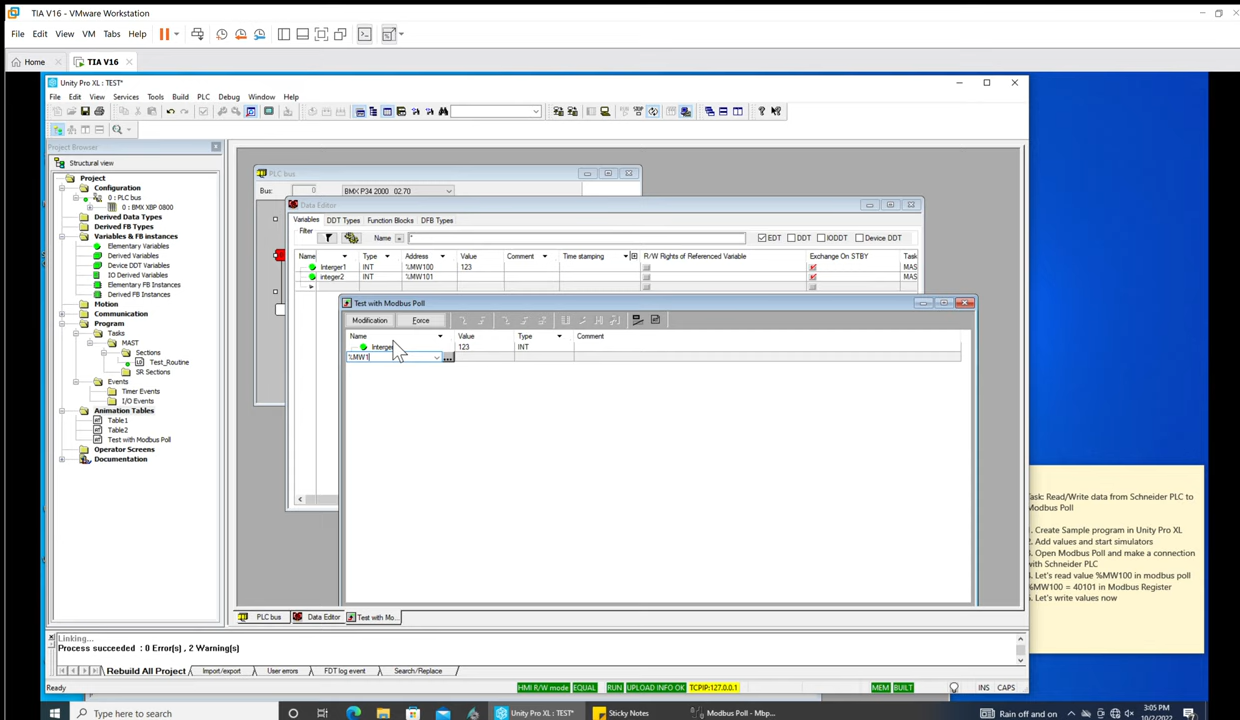 TIA V16 - VMware Workstation
File Edit View VM Tabs Help
Home TIA V16
Unity Pro XL : TEST*
File Edit View Services Tools Build PLC Debug Window Help
Project Browser
Structural view
Project
Configuration
0 : PLC bus
0 : BMX XBP 0800
Derived Data Types
Derived FB Types
Variables & FB instances
Elementary Variables
Derived Variables
Device DDT Variables
IO Derived Variables
Elementary FB Instances
Derived FB Instances
Motion
Communication
Program
Tasks
MAST
Sections
Test_Routine
SR Sections
Events
Timer Events
I/O Events
Animation Tables
Table1
Table2
Test with Modbus Poll
Operator Screens
Documentation
PLC bus
Bus: 0 BMX P34 2000 02.70
Data Editor
Variables DDT Types Function Blocks DFB Types
Filter
Name = *
EDT DDT IODDT Device DDT
Name Type Address Value Comment Time stamping R/W Rights of Referenced Variable Exchange On STBY Task
Interger1 INT %MW100 123 MAS
integer2 INT %MW101 MAS
Test with Modbus Poll
Modification Force
Name Value Type Comment
Interger 123 INT
%MW1
PLC bus Data Editor Test with Mo...
Linking...
Process succeeded : 0 Error(s) , 2 Warning(s)
Rebuild All Project Import/export User errors FDT log event Search/Replace
Ready HMI R/W mode EQUAL RUN UPLOAD INFO OK TCPIP:127.0.0.1 MEM BUILT INS CAPS
ask: Read/Write data from Schneider PLC to
Modbus Poll
. Create Sample program in Unity Pro XL
. Add values and start simulators
. Open Modbus Poll and make a connection
with Schneider PLC
. Let's read value %MW100 in modbus poll
%MW100 = 40101 in Modbus Register
. Let's write values now
Type here to search
Unity Pro XL : TEST* Sticky Notes Modbus Poll - Mbp...
Rain off and on
3:05 PM
10/2/2022